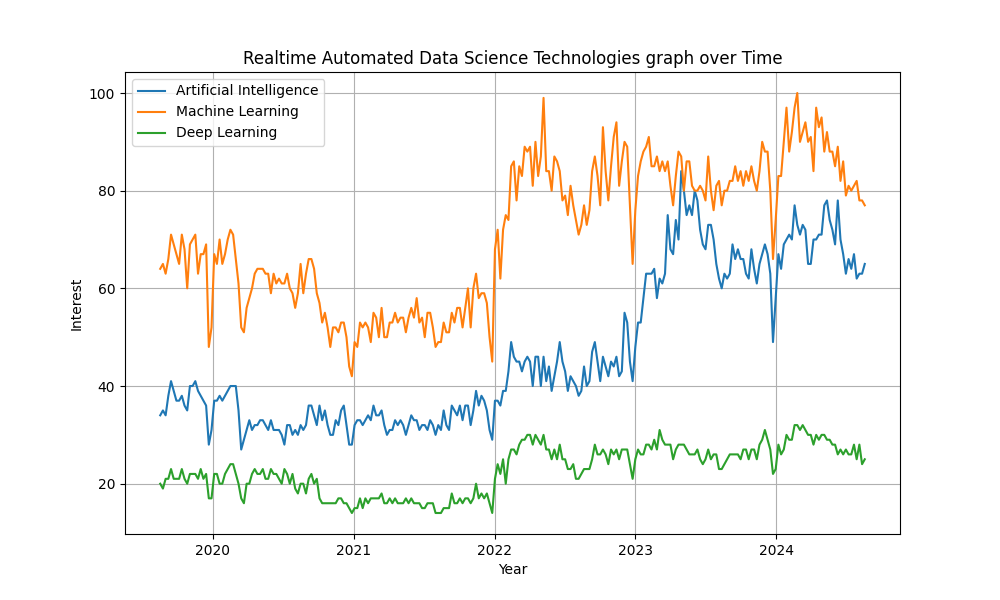 Realtime Automated Data Science Technologies graph over Time
Artificial Intelligence
Machine Learning
Deep Learning
100
80
60
40
20
Interest
2020 2021 2022 2023 2024
Year